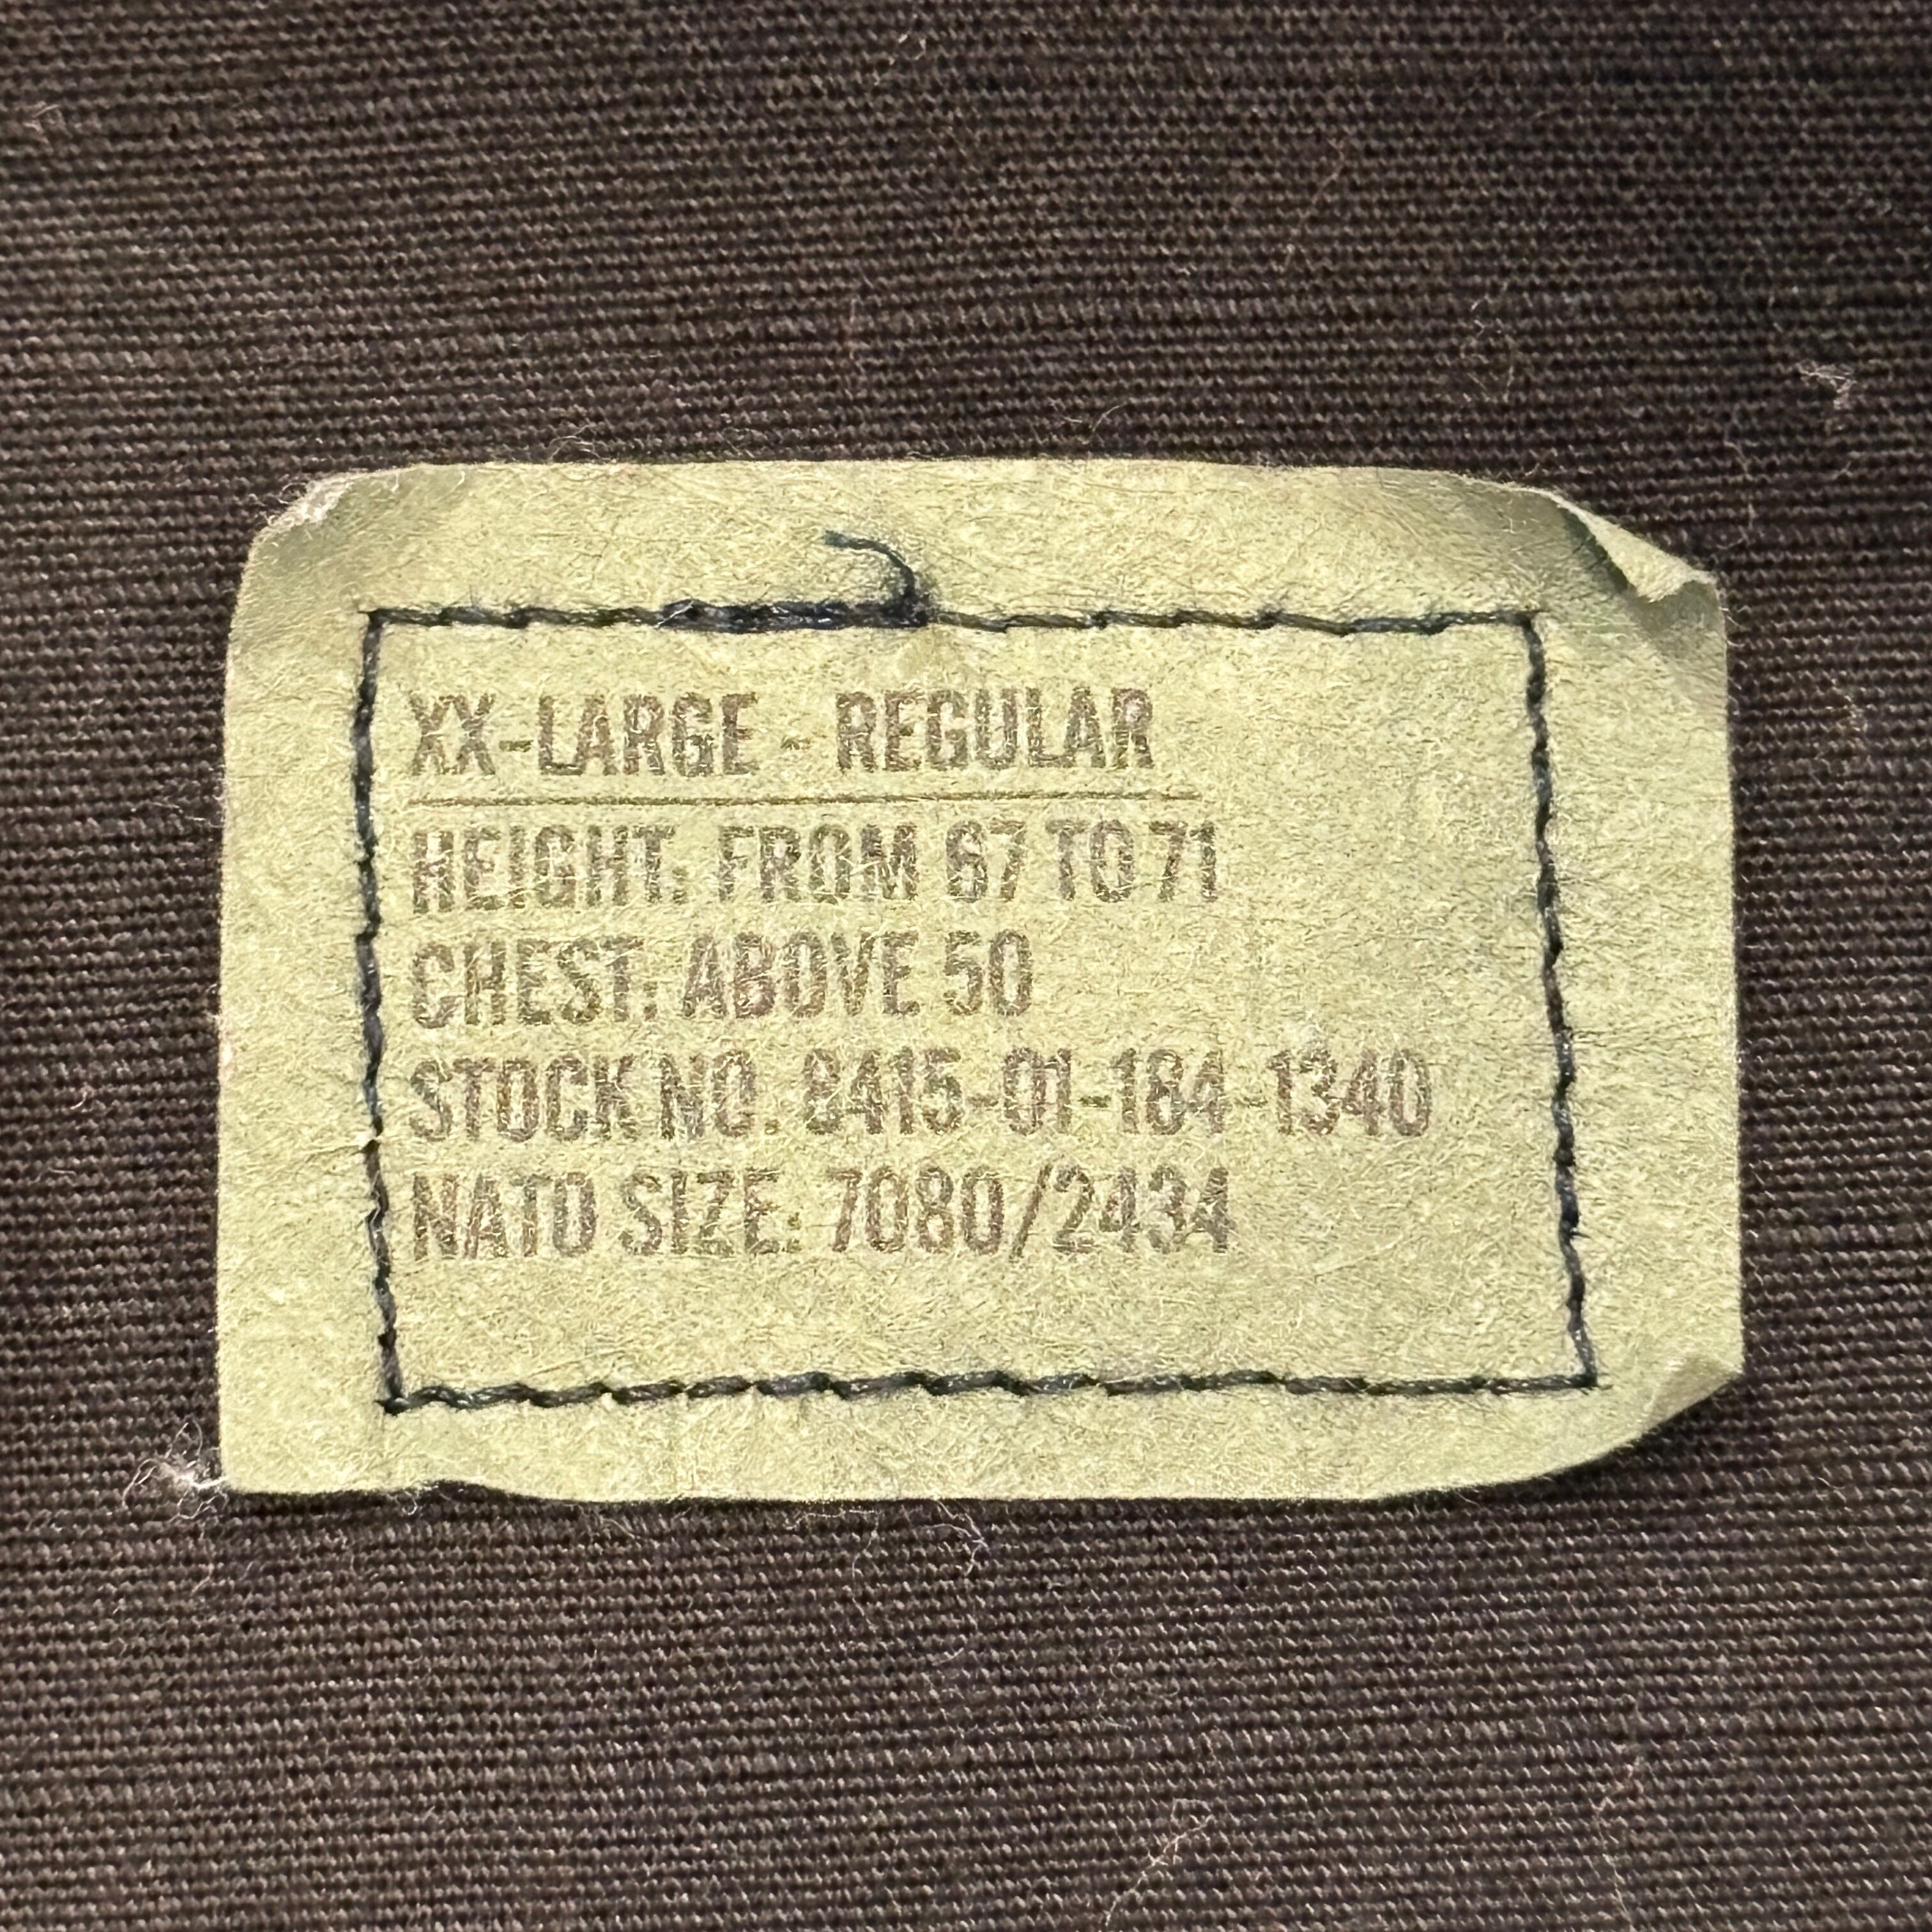 XX-LARGE - REGULAR
HEIGHT: FROM 67 TO 71
CHEST: ABOVE 50
STOCK NO. 8415-01-184-1340
NATO SIZE: 7080/2434